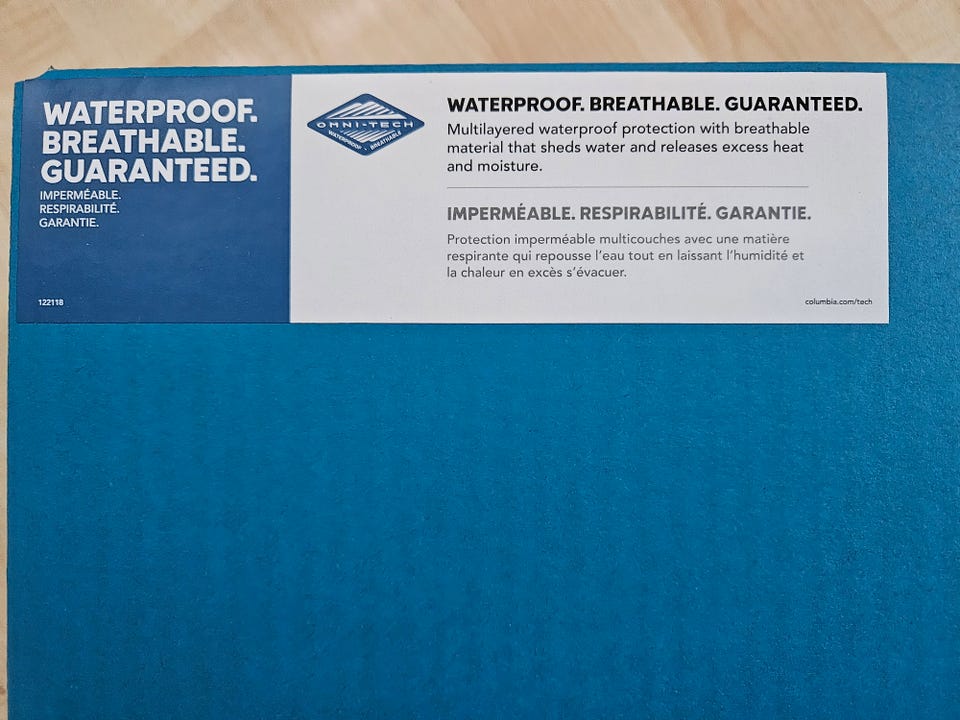 WATERPROOF.
BREATHABLE.
GUARANTEED.
IMPERMÉABLE.
RESPIRABILITÉ.
GARANTIE.
122118
OMNI-TECH
WATERPROOF · BREATHABLE
WATERPROOF. BREATHABLE. GUARANTEED.
Multilayered waterproof protection with breathable
material that sheds water and releases excess heat
and moisture.
IMPERMÉABLE. RESPIRABILITÉ. GARANTIE.
Protection imperméable multicouches avec une matière
respirante qui repousse l'eau tout en laissant l'humidité et
la chaleur en excès s'évacuer.
columbia.com/tech